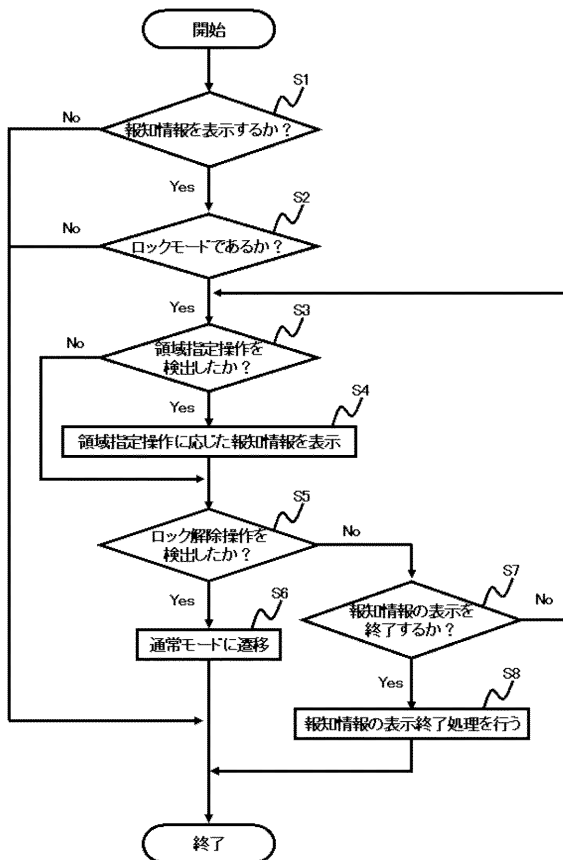 開始
S1
報知情報を表示するか？
No
Yes
S2
ロックモードであるか？
No
Yes
S3
領域指定操作を
検出したか？
No
Yes
S4
領域指定操作に応じた報知情報を表示
S5
ロック解除操作を
検出したか？
No
Yes
S6
通常モードに遷移
S7
報知情報の表示を
終了するか？
No
Yes
S8
報知情報の表示終了処理を行う
終了